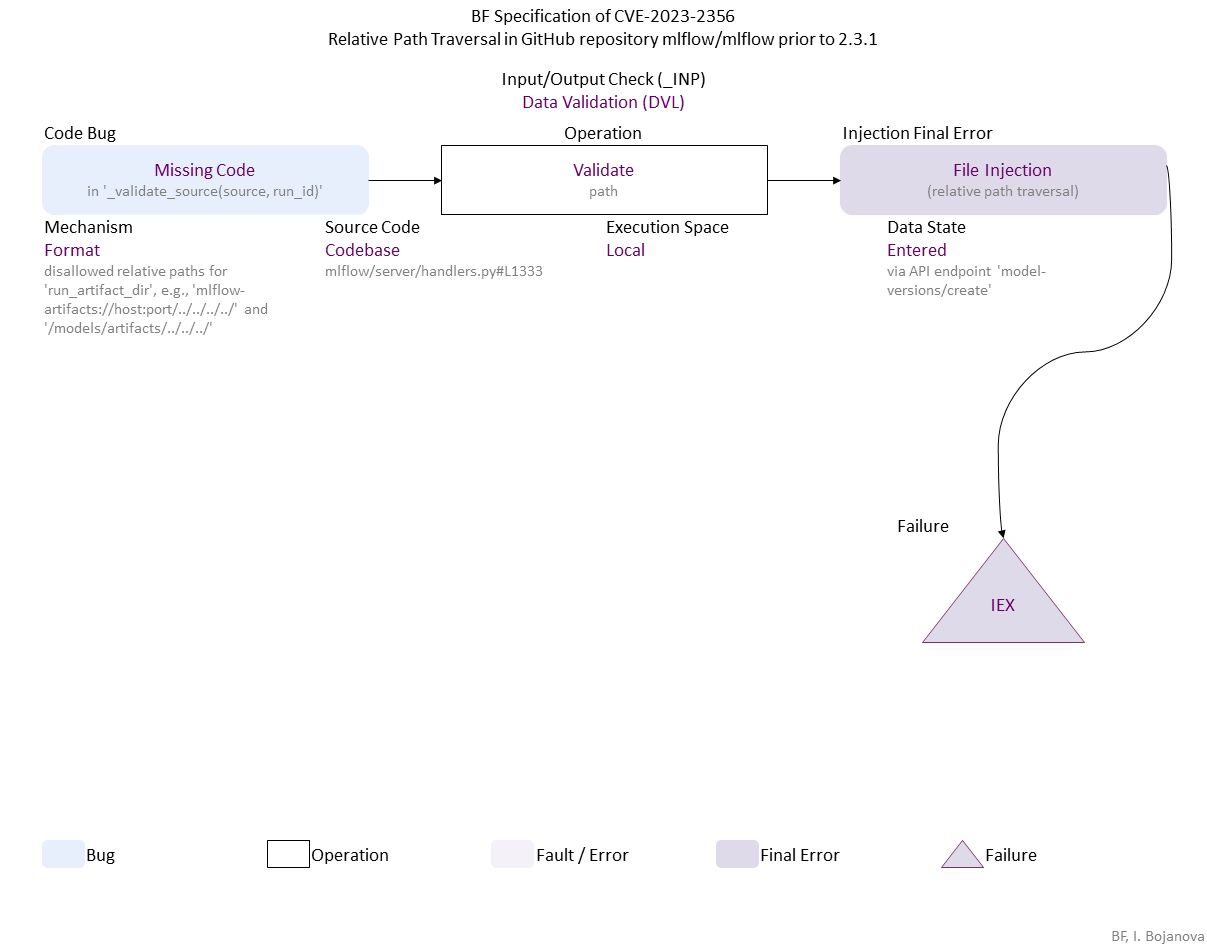 BF Specification of CVE-2023-2356
Relative Path Traversal in GitHub repository mlflow/mlflow prior to 2.3.1
Input/Output Check (_INP)
Data Validation (DVL)
Code Bug
Operation
Injection Final Error
Missing Code
in '_validate_source(source, run_id)'
Validate
path
File Injection
(relative path traversal)
Mechanism
Format
disallowed relative paths for
'run_artifact_dir', e.g., 'mlflow-
artifacts://host:port/../../../../' and
'/models/artifacts/../../../'
Source Code
Codebase
mlflow/server/handlers.py#L1333
Execution Space
Local
Data State
Entered
via API endpoint 'model-
versions/create'
Failure
IEX
Bug
Operation
Fault / Error
Final Error
Failure
BF, I. Bojanova